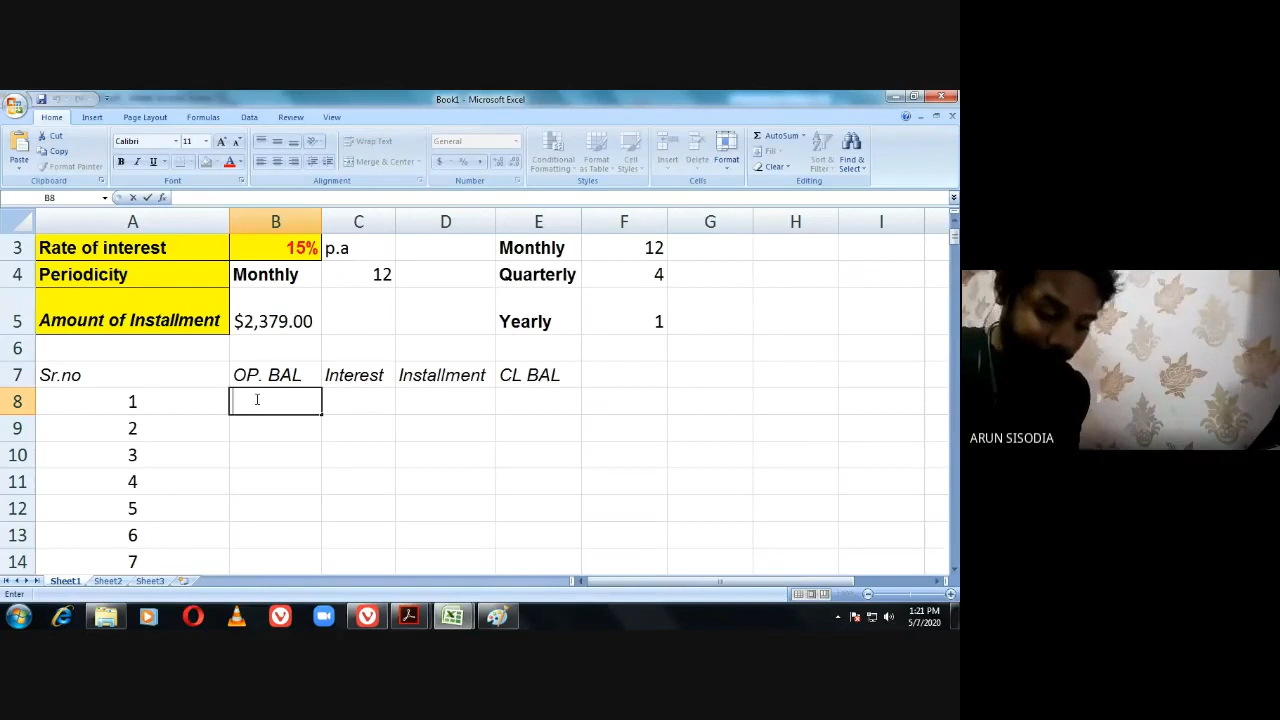 Book1 - Microsoft Excel
Home Insert Page Layout Formulas Data Review View
Cut
Copy
Format Painter
Paste
Clipboard
Calibri 11
B I U A
Font
Wrap Text
Merge & Center
Alignment
General
$ % ,
Number
Conditional Formatting
Format as Table
Cell Styles
Styles
Insert Delete Format
Cells
Σ AutoSum
Fill
Clear
Sort & Filter
Find & Select
Editing
B8 fx
A B C D E F G H I
3 Rate of interest 15% p.a Monthly 12
4 Periodicity Monthly 12 Quarterly 4
5 Amount of Installment $2,379.00 Yearly 1
6
7 Sr.no OP. BAL Interest Installment CL BAL
8 1
9 2
10 3
11 4
12 5
13 6
14 7
Sheet1 Sheet2 Sheet3
Enter
1:21 PM
5/7/2020
ARUN SISODIA